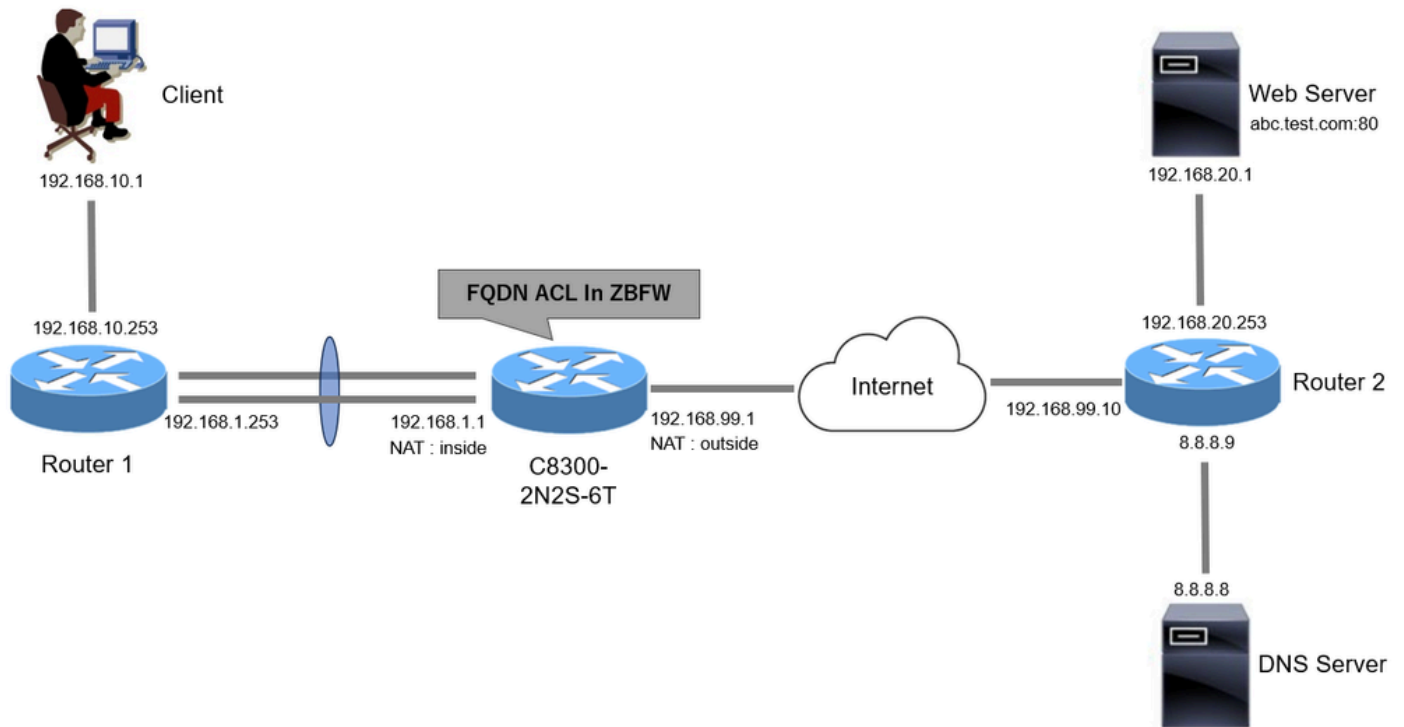 Client
192.168.10.1
192.168.10.253
192.168.1.253
Router 1
FQDN ACL In ZBFW
192.168.1.1
NAT : inside
C8300-
2N2S-6T
192.168.99.1
NAT : outside
Internet
Web Server
abc.test.com:80
192.168.20.1
192.168.20.253
192.168.99.10
Router 2
8.8.8.9
8.8.8.8
DNS Server